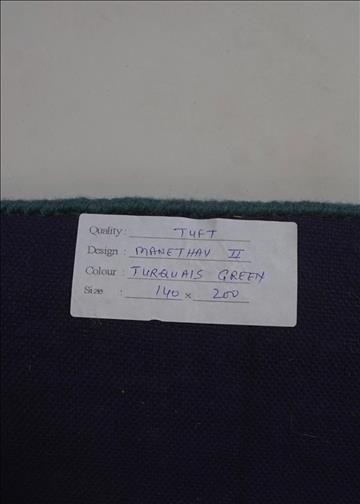 Quality: TUFT
Design : MANETHAV II
Colour : TURQUAIS GREEN
Size : 140 x 200